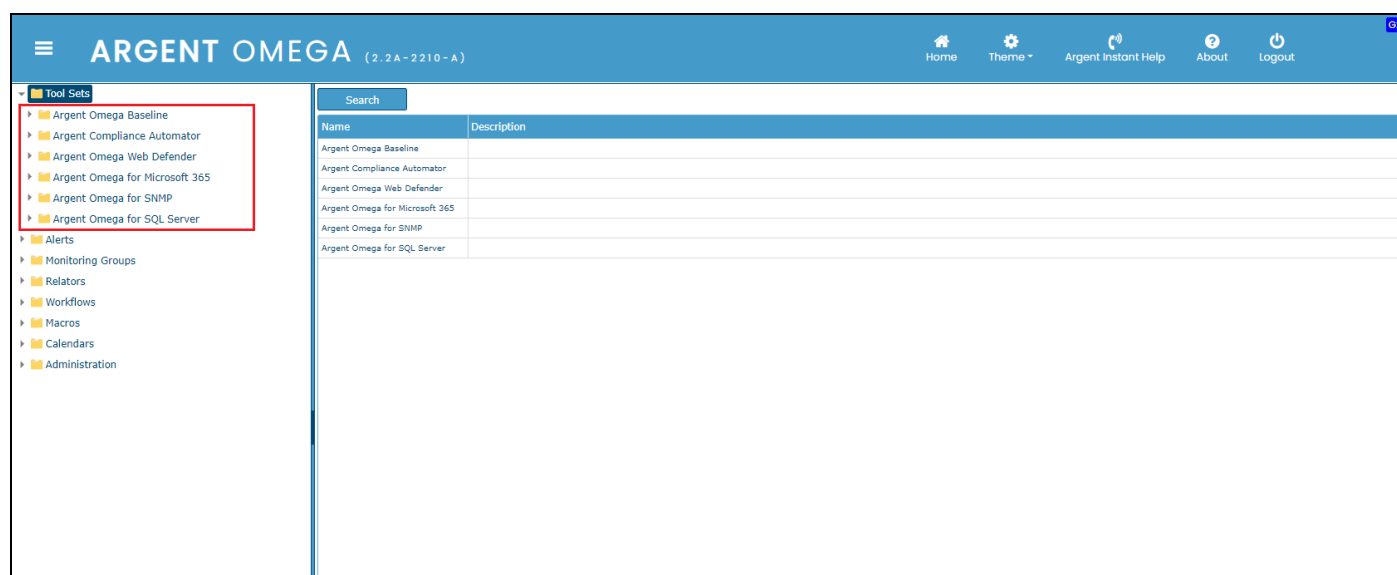 ARGENT OMEGA (2.2A-2210-A)
Home
Theme
Argent Instant Help
About
Logout
G
Tool Sets
Argent Omega Baseline
Argent Compliance Automator
Argent Omega Web Defender
Argent Omega for Microsoft 365
Argent Omega for SNMP
Argent Omega for SQL Server
Alerts
Monitoring Groups
Relators
Workflows
Macros
Calendars
Administration
Search
Name Description
Argent Omega Baseline
Argent Compliance Automator
Argent Omega Web Defender
Argent Omega for Microsoft 365
Argent Omega for SNMP
Argent Omega for SQL Server